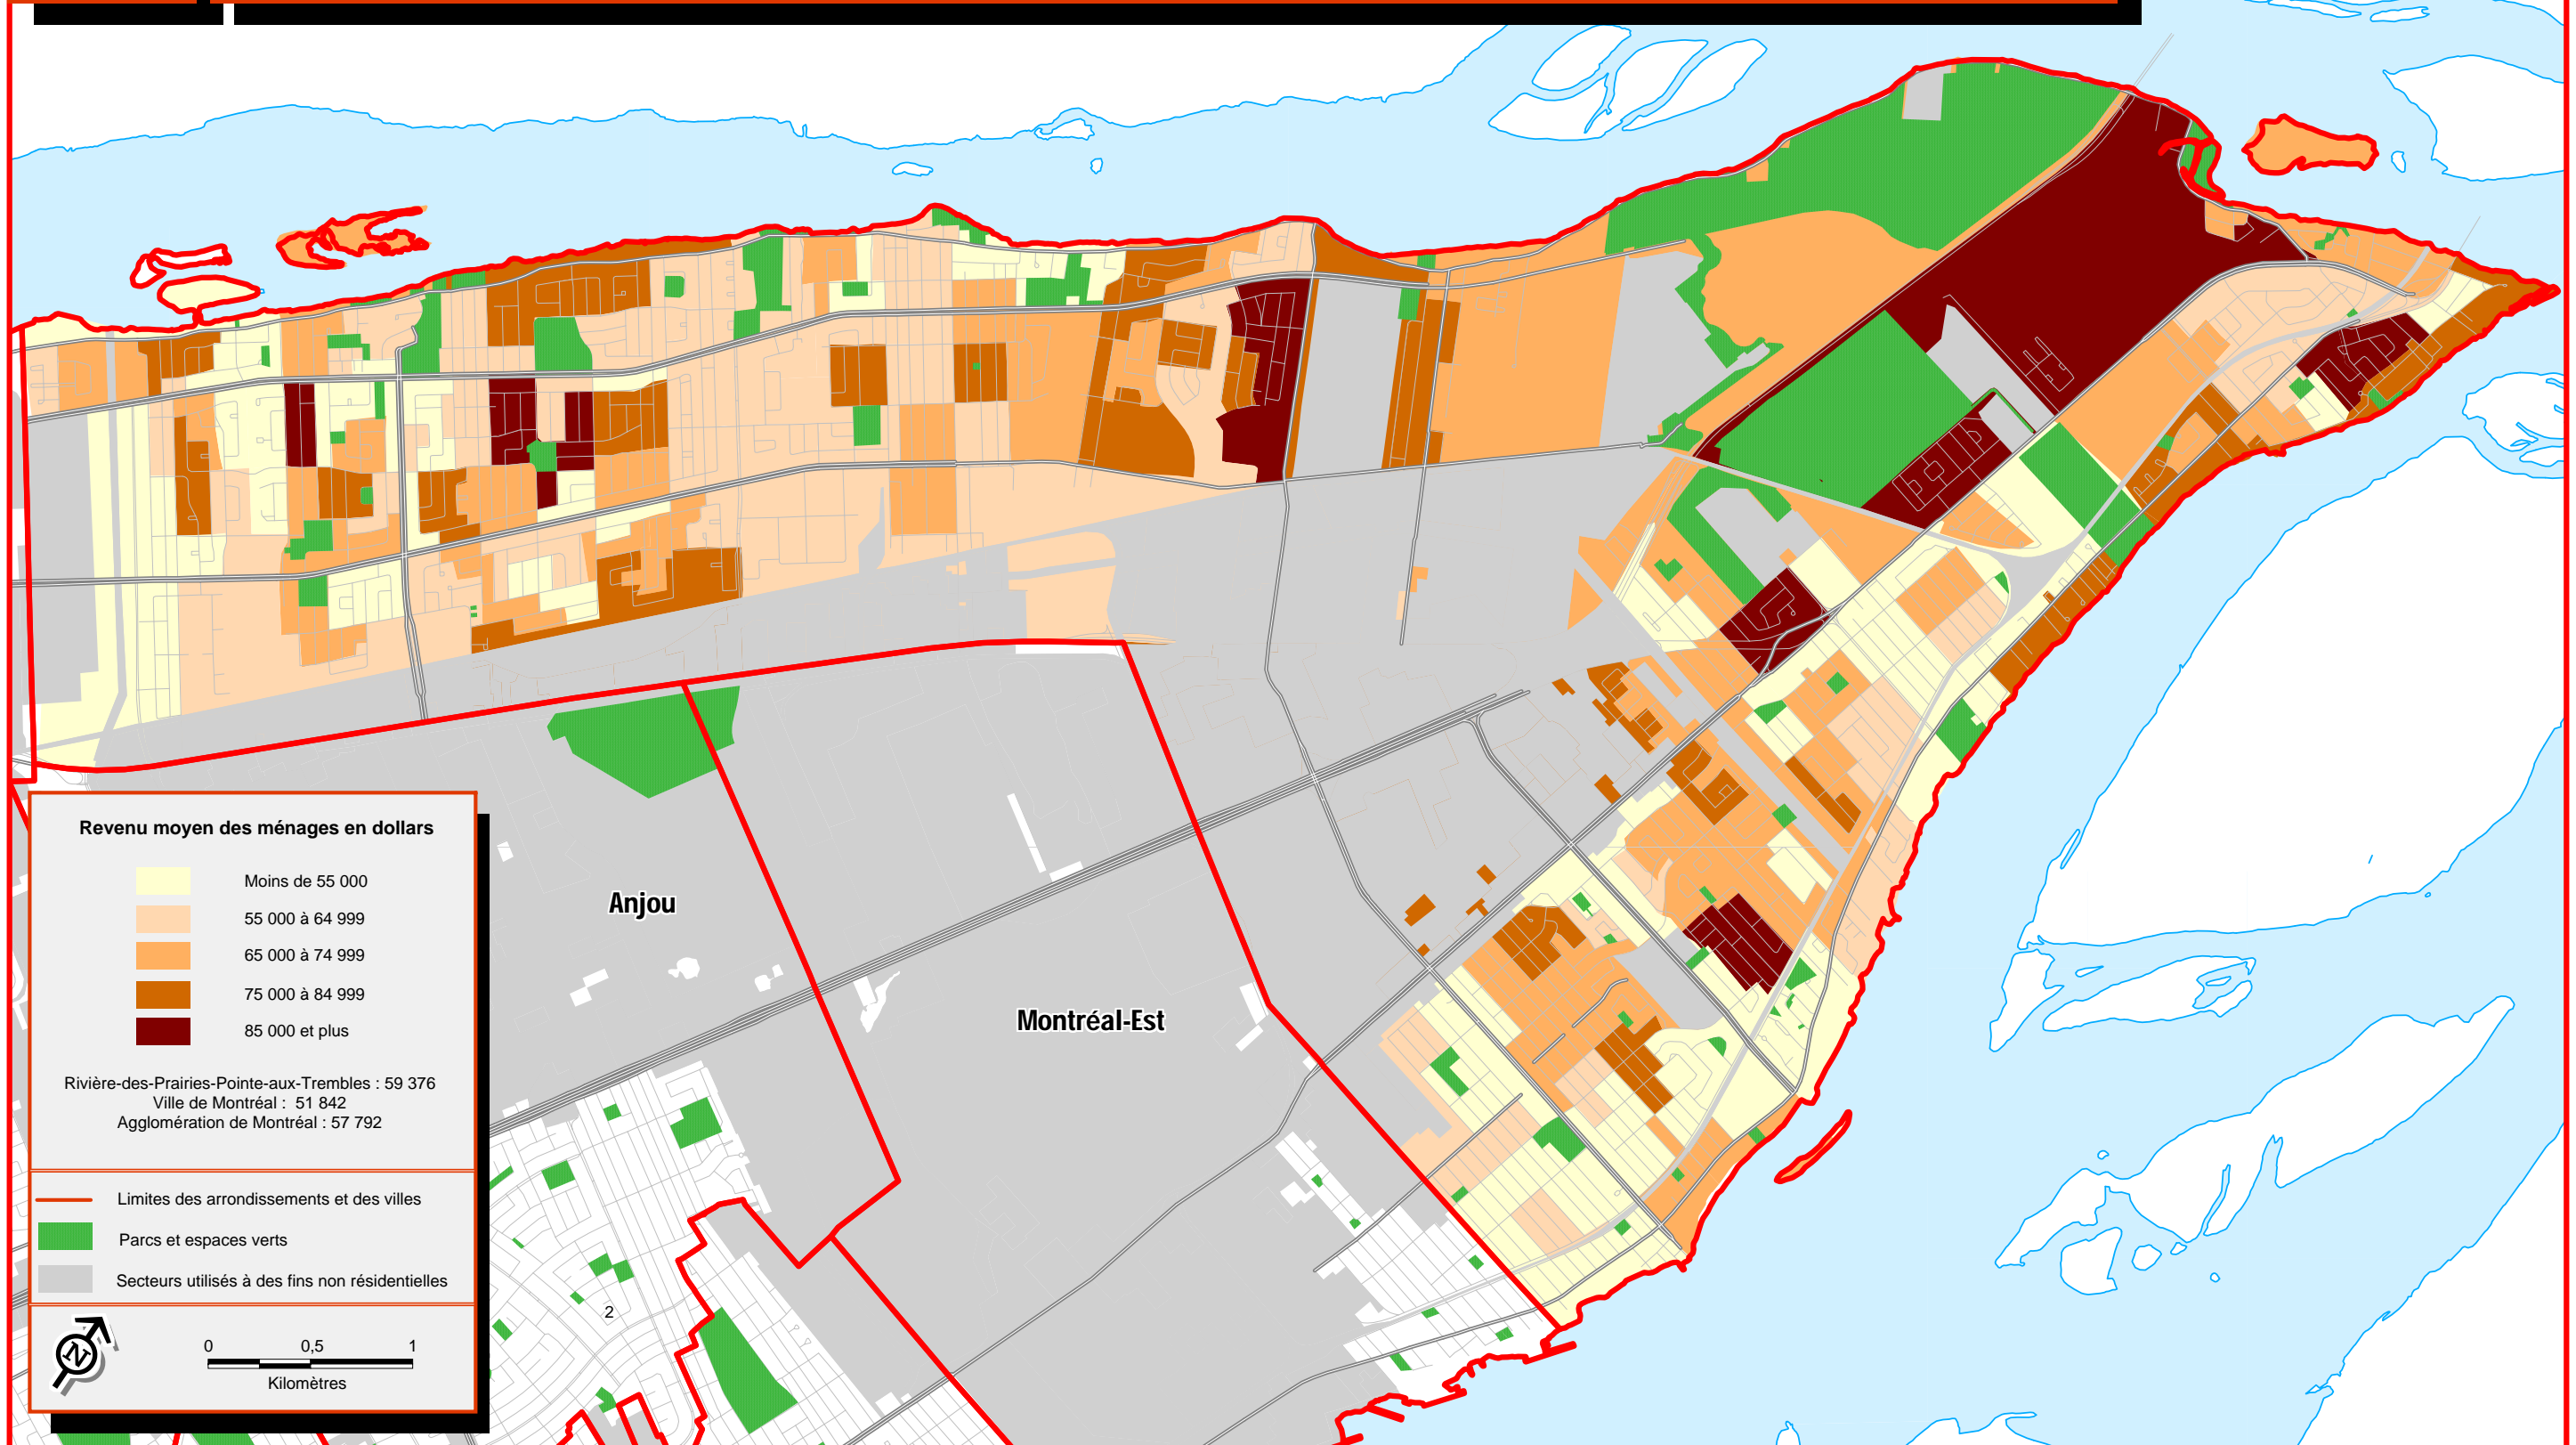 Anjou
Montréal-Est
Revenu moyen des ménages en dollars
Moins de 55 000
55 000 à 64 999
65 000 à 74 999
75 000 à 84 999
85 000 et plus
Rivière-des-Prairies-Pointe-aux-Trembles : 59 376
Ville de Montréal : 51 842
Agglomération de Montréal : 57 792
Limites des arrondissements et des villes
Parcs et espaces verts
Secteurs utilisés à des fins non résidentielles
N
0 0,5 1
Kilomètres
2